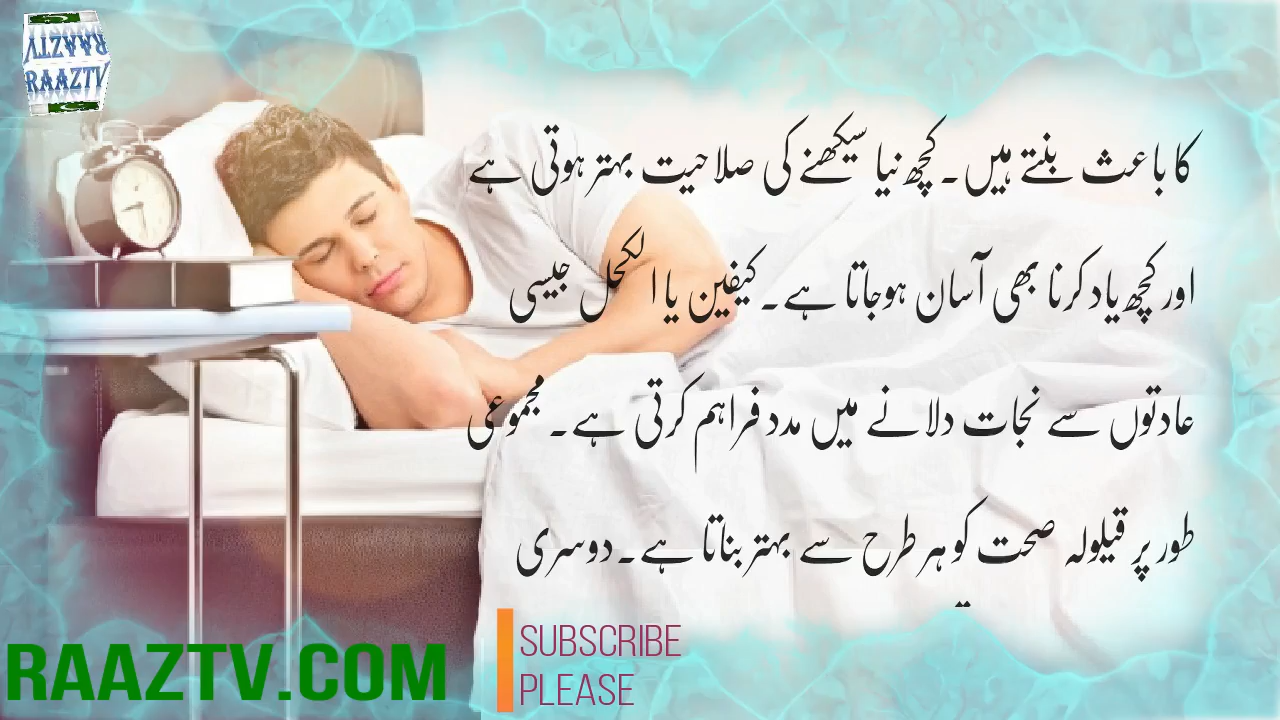 RAAZTV
RAAZTV
کا باعث بنتے ہیں۔ کچھ نیا سیکھنے کی صلاحیت بہتر ہوتی ہے
اور کچھ یاد کرنا بھی آسان ہوجاتا ہے۔ کیفین یا الکحل جیسی
عادتوں سے نجات دلانے میں مدد فراہم کرتی ہے۔ مجموعی
طور پر قیلولہ صحت کو ہر طرح سے بہتر بناتا ہے۔ دوسری
RAAZTV.COM
SUBSCRIBE
PLEASE